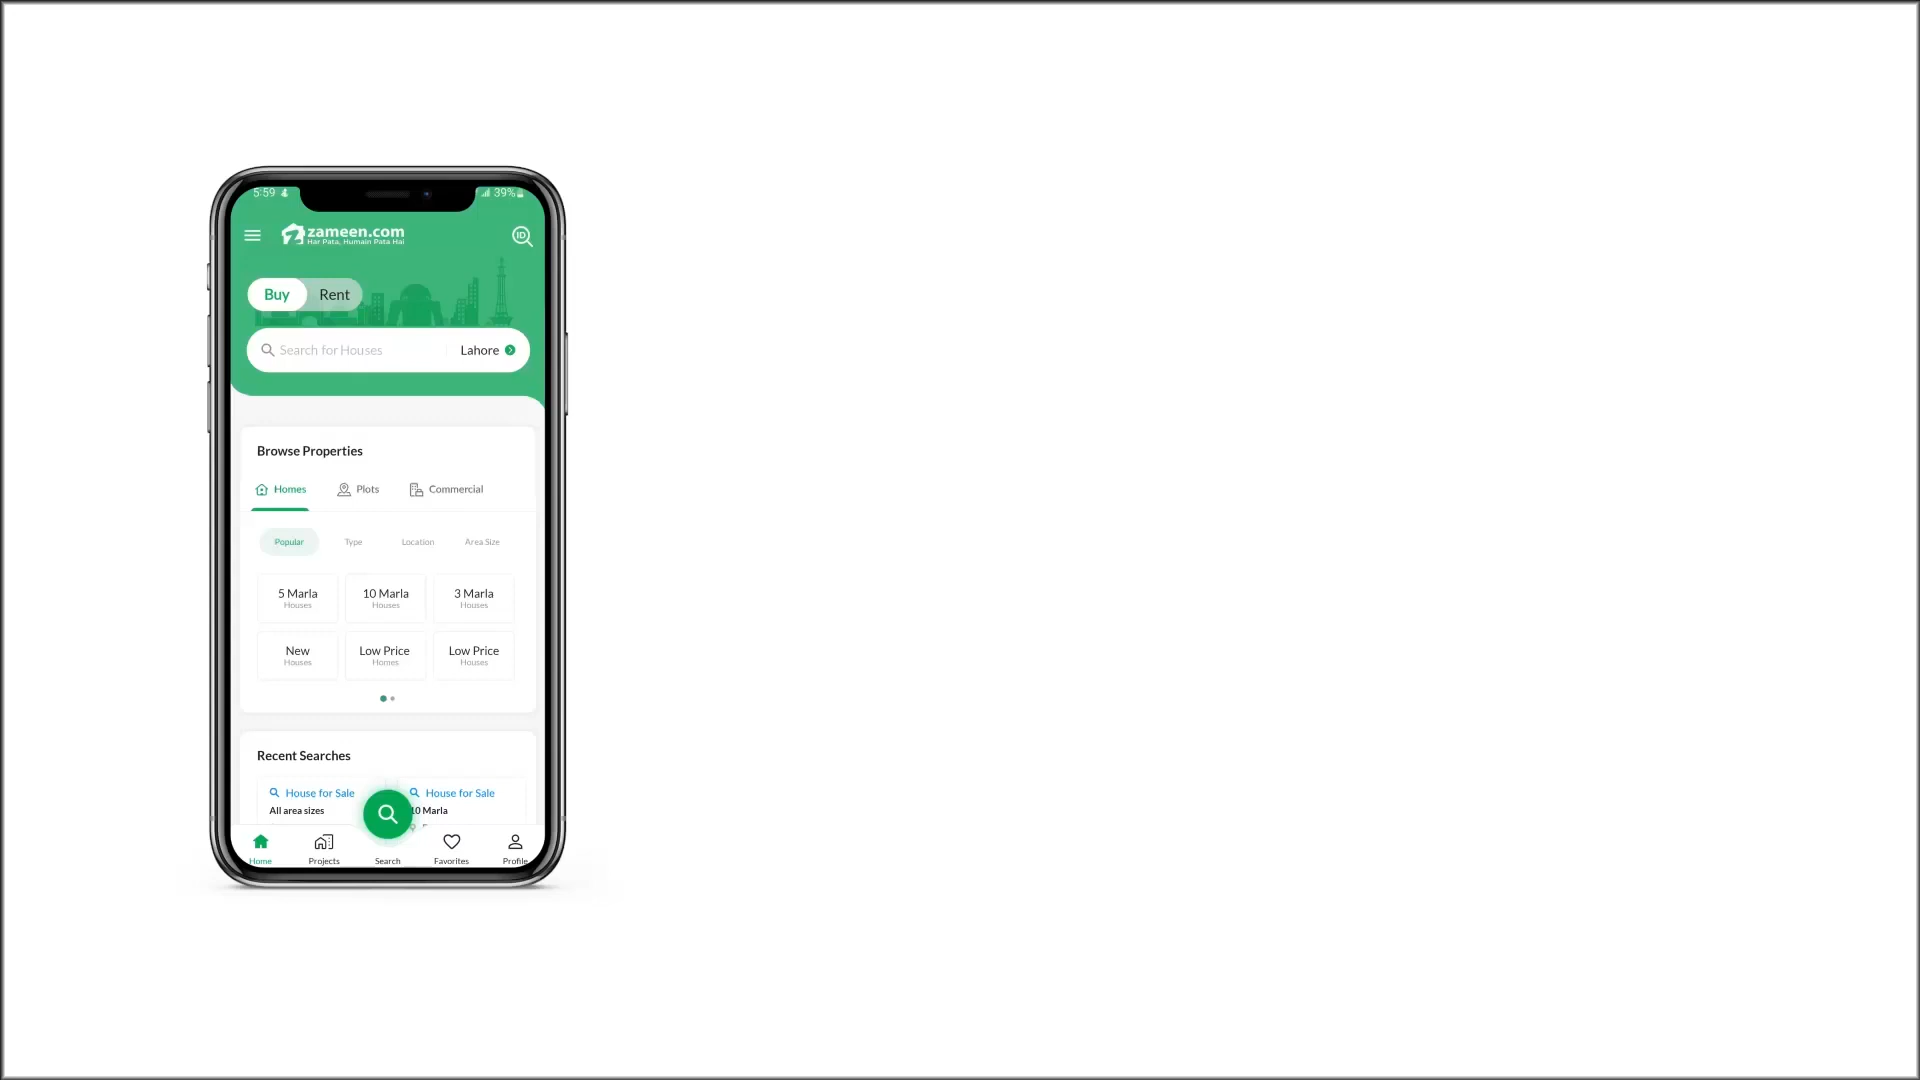 5:59 39%
zameen.com
Har Pata, Humain Pata Hai
ID
Buy Rent
Search for Houses Lahore
Browse Properties
Homes Plots Commercial
Popular Type Location Area Size
5 Marla 10 Marla 3 Marla
Houses Houses Houses
New Low Price Low Price
Houses Homes Houses
Recent Searches
House for Sale House for Sale
All area sizes 10 Marla
Home Projects Search Favorites Profile